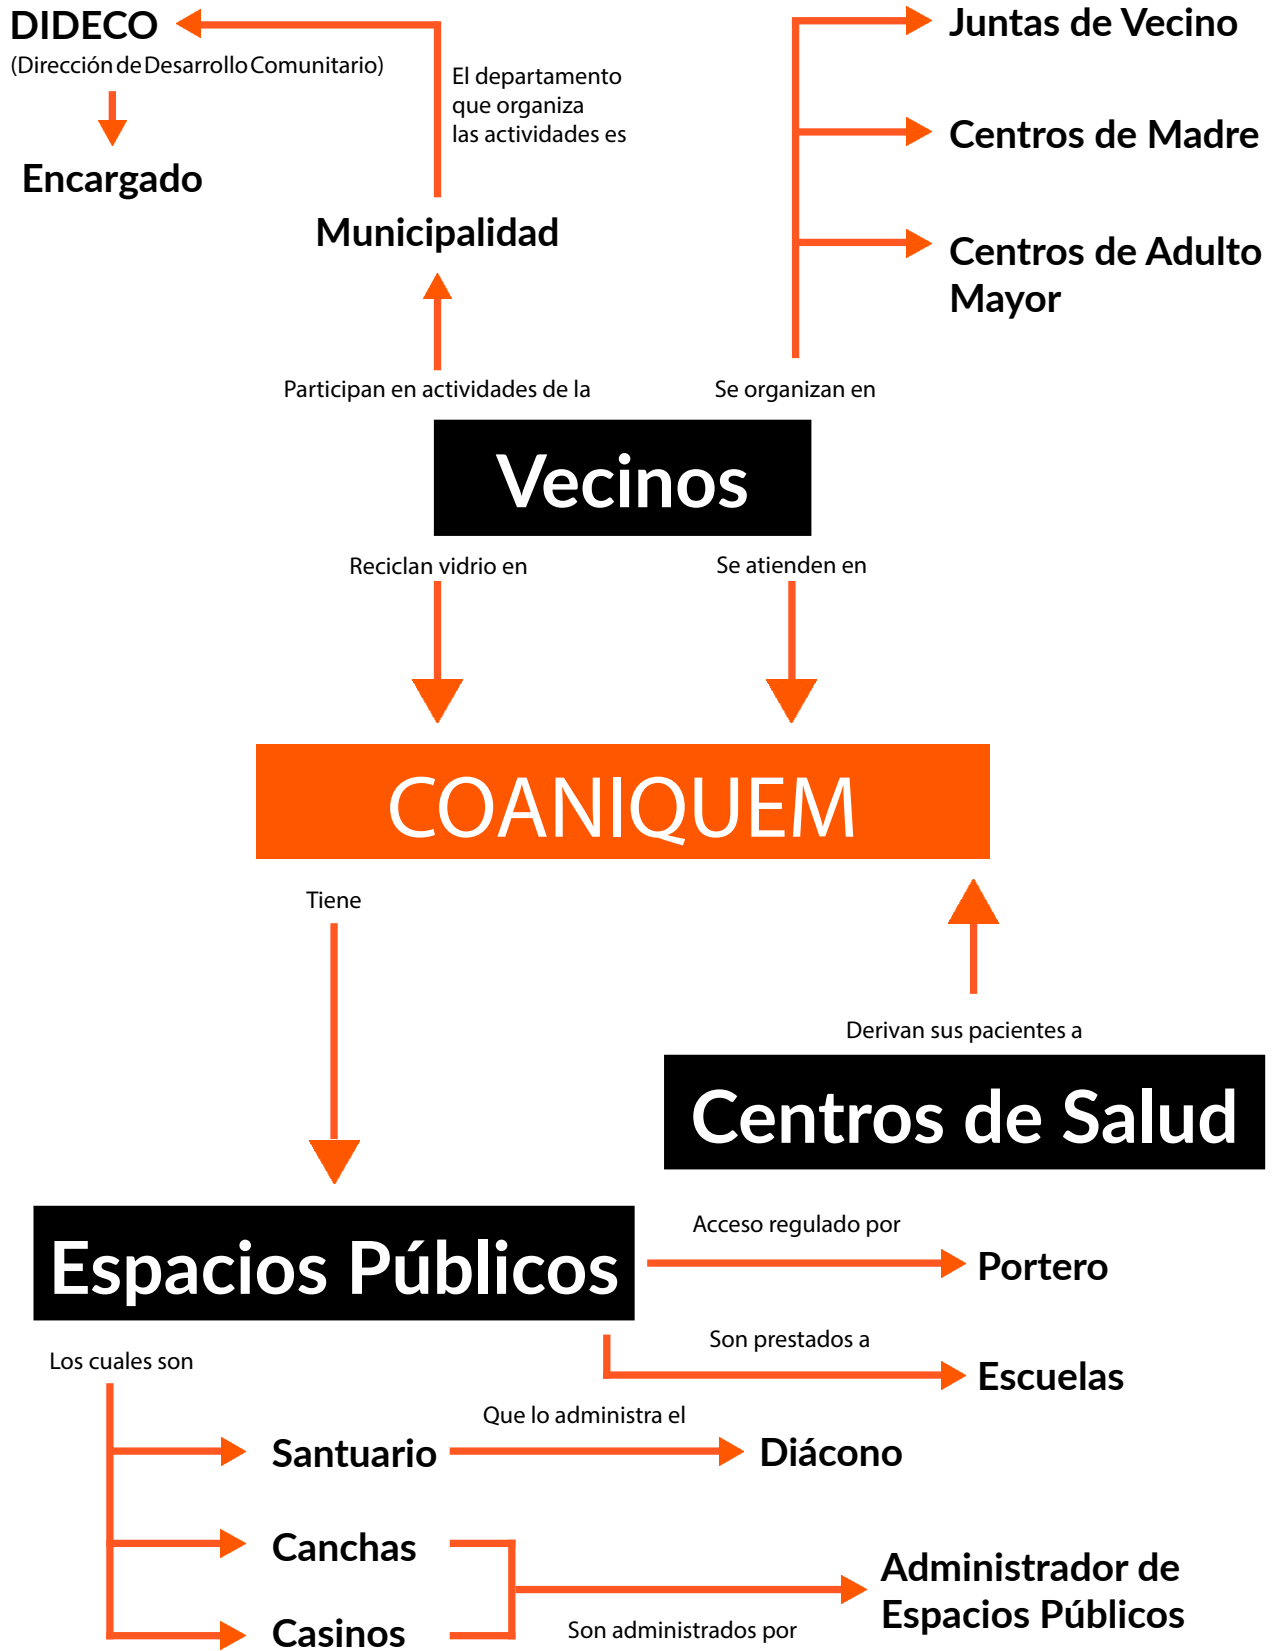 DIDECO
(Dirección de Desarrollo Comunitario)
Encargado
El departamento
que organiza
las actividades es
Municipalidad
Juntas de Vecino
Centros de Madre
Centros de Adulto
Mayor
Participan en actividades de la
Se organizan en
Vecinos
Reciclan vidrio en
Se atienden en
COANIQUEM
Tiene
Derivan sus pacientes a
Centros de Salud
Espacios Públicos
Acceso regulado por
Portero
Son prestados a
Escuelas
Los cuales son
Santuario
Que lo administra el
Diácono
Canchas
Casinos
Son administrados por
Administrador de
Espacios Públicos